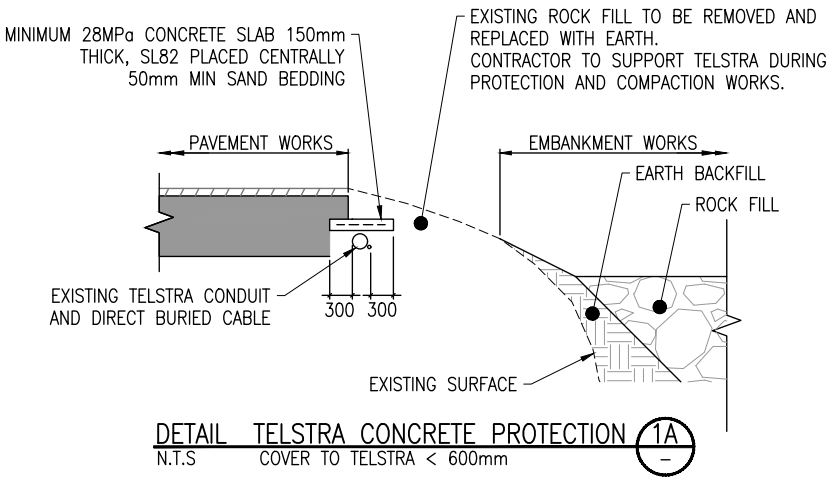 MINIMUM 28MPa CONCRETE SLAB 150mm
THICK, SL82 PLACED CENTRALLY
50mm MIN SAND BEDDING
EXISTING ROCK FILL TO BE REMOVED AND
REPLACED WITH EARTH.
CONTRACTOR TO SUPPORT TELSTRA DURING
PROTECTION AND COMPACTION WORKS.
PAVEMENT WORKS
EMBANKMENT WORKS
EARTH BACKFILL
ROCK FILL
EXISTING TELSTRA CONDUIT
AND DIRECT BURIED CABLE
300 300
EXISTING SURFACE
DETAIL TELSTRA CONCRETE PROTECTION 1A
N.T.S COVER TO TELSTRA < 600mm –